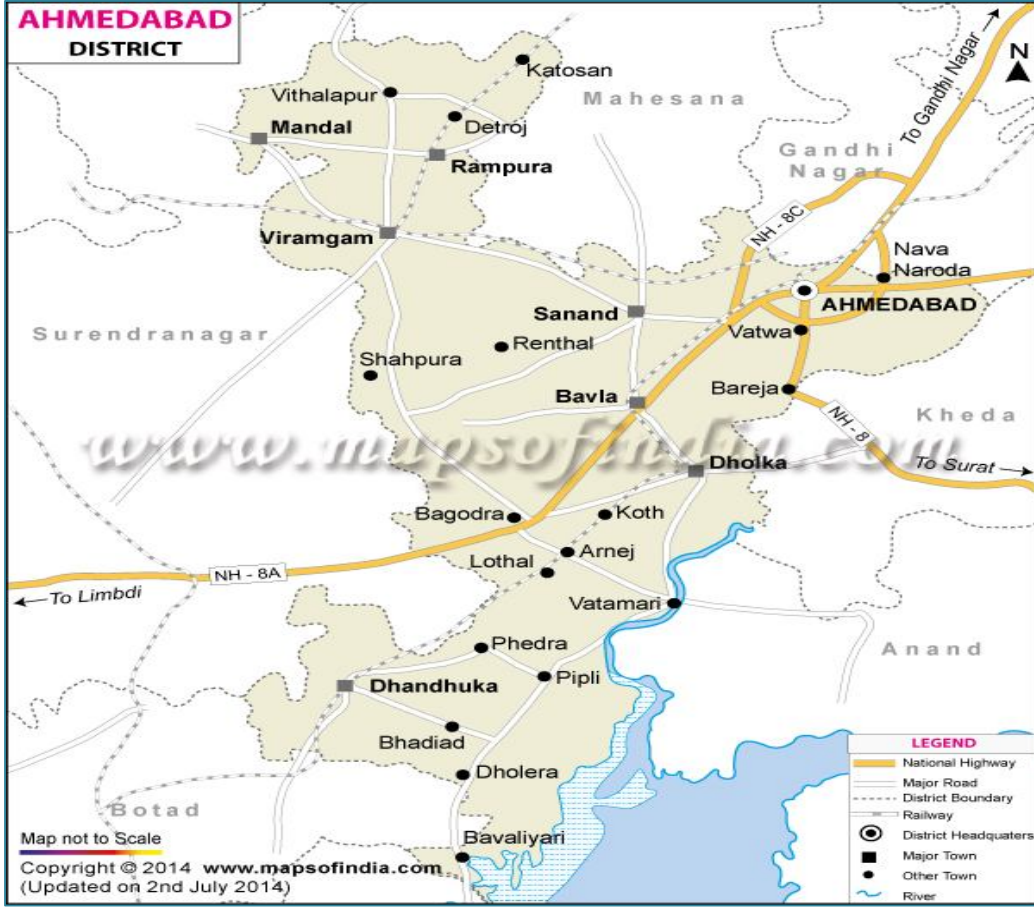 AHMEDABAD
DISTRICT
N
To Gandhi Nagar
Katosan
Vithalapur
Mahesana
Detroj
Mandal
Rampura
Gandhi
Nagar
NH - 8C
Viramgam
Nava
Naroda
AHMEDABAD
Sanand
Surendranagar
Vatwa
Renthal
Shahpura
Bareja
Bavla
Kheda
NH - 8
www.mapsofindia.com
Dholka
To Surat
Bagodra
Koth
Arnej
Lothal
NH - 8A
To Limbdi
Vatamari
Phedra
Anand
Pipli
Dhandhuka
Bhadiad
Dholera
Botad
Bavaliyari
Map not to Scale
Copyright © 2014 www.mapsofindia.com
(Updated on 2nd July 2014)
LEGEND
National Highway
Major Road
District Boundary
Railway
District Headquaters
Major Town
Other Town
River